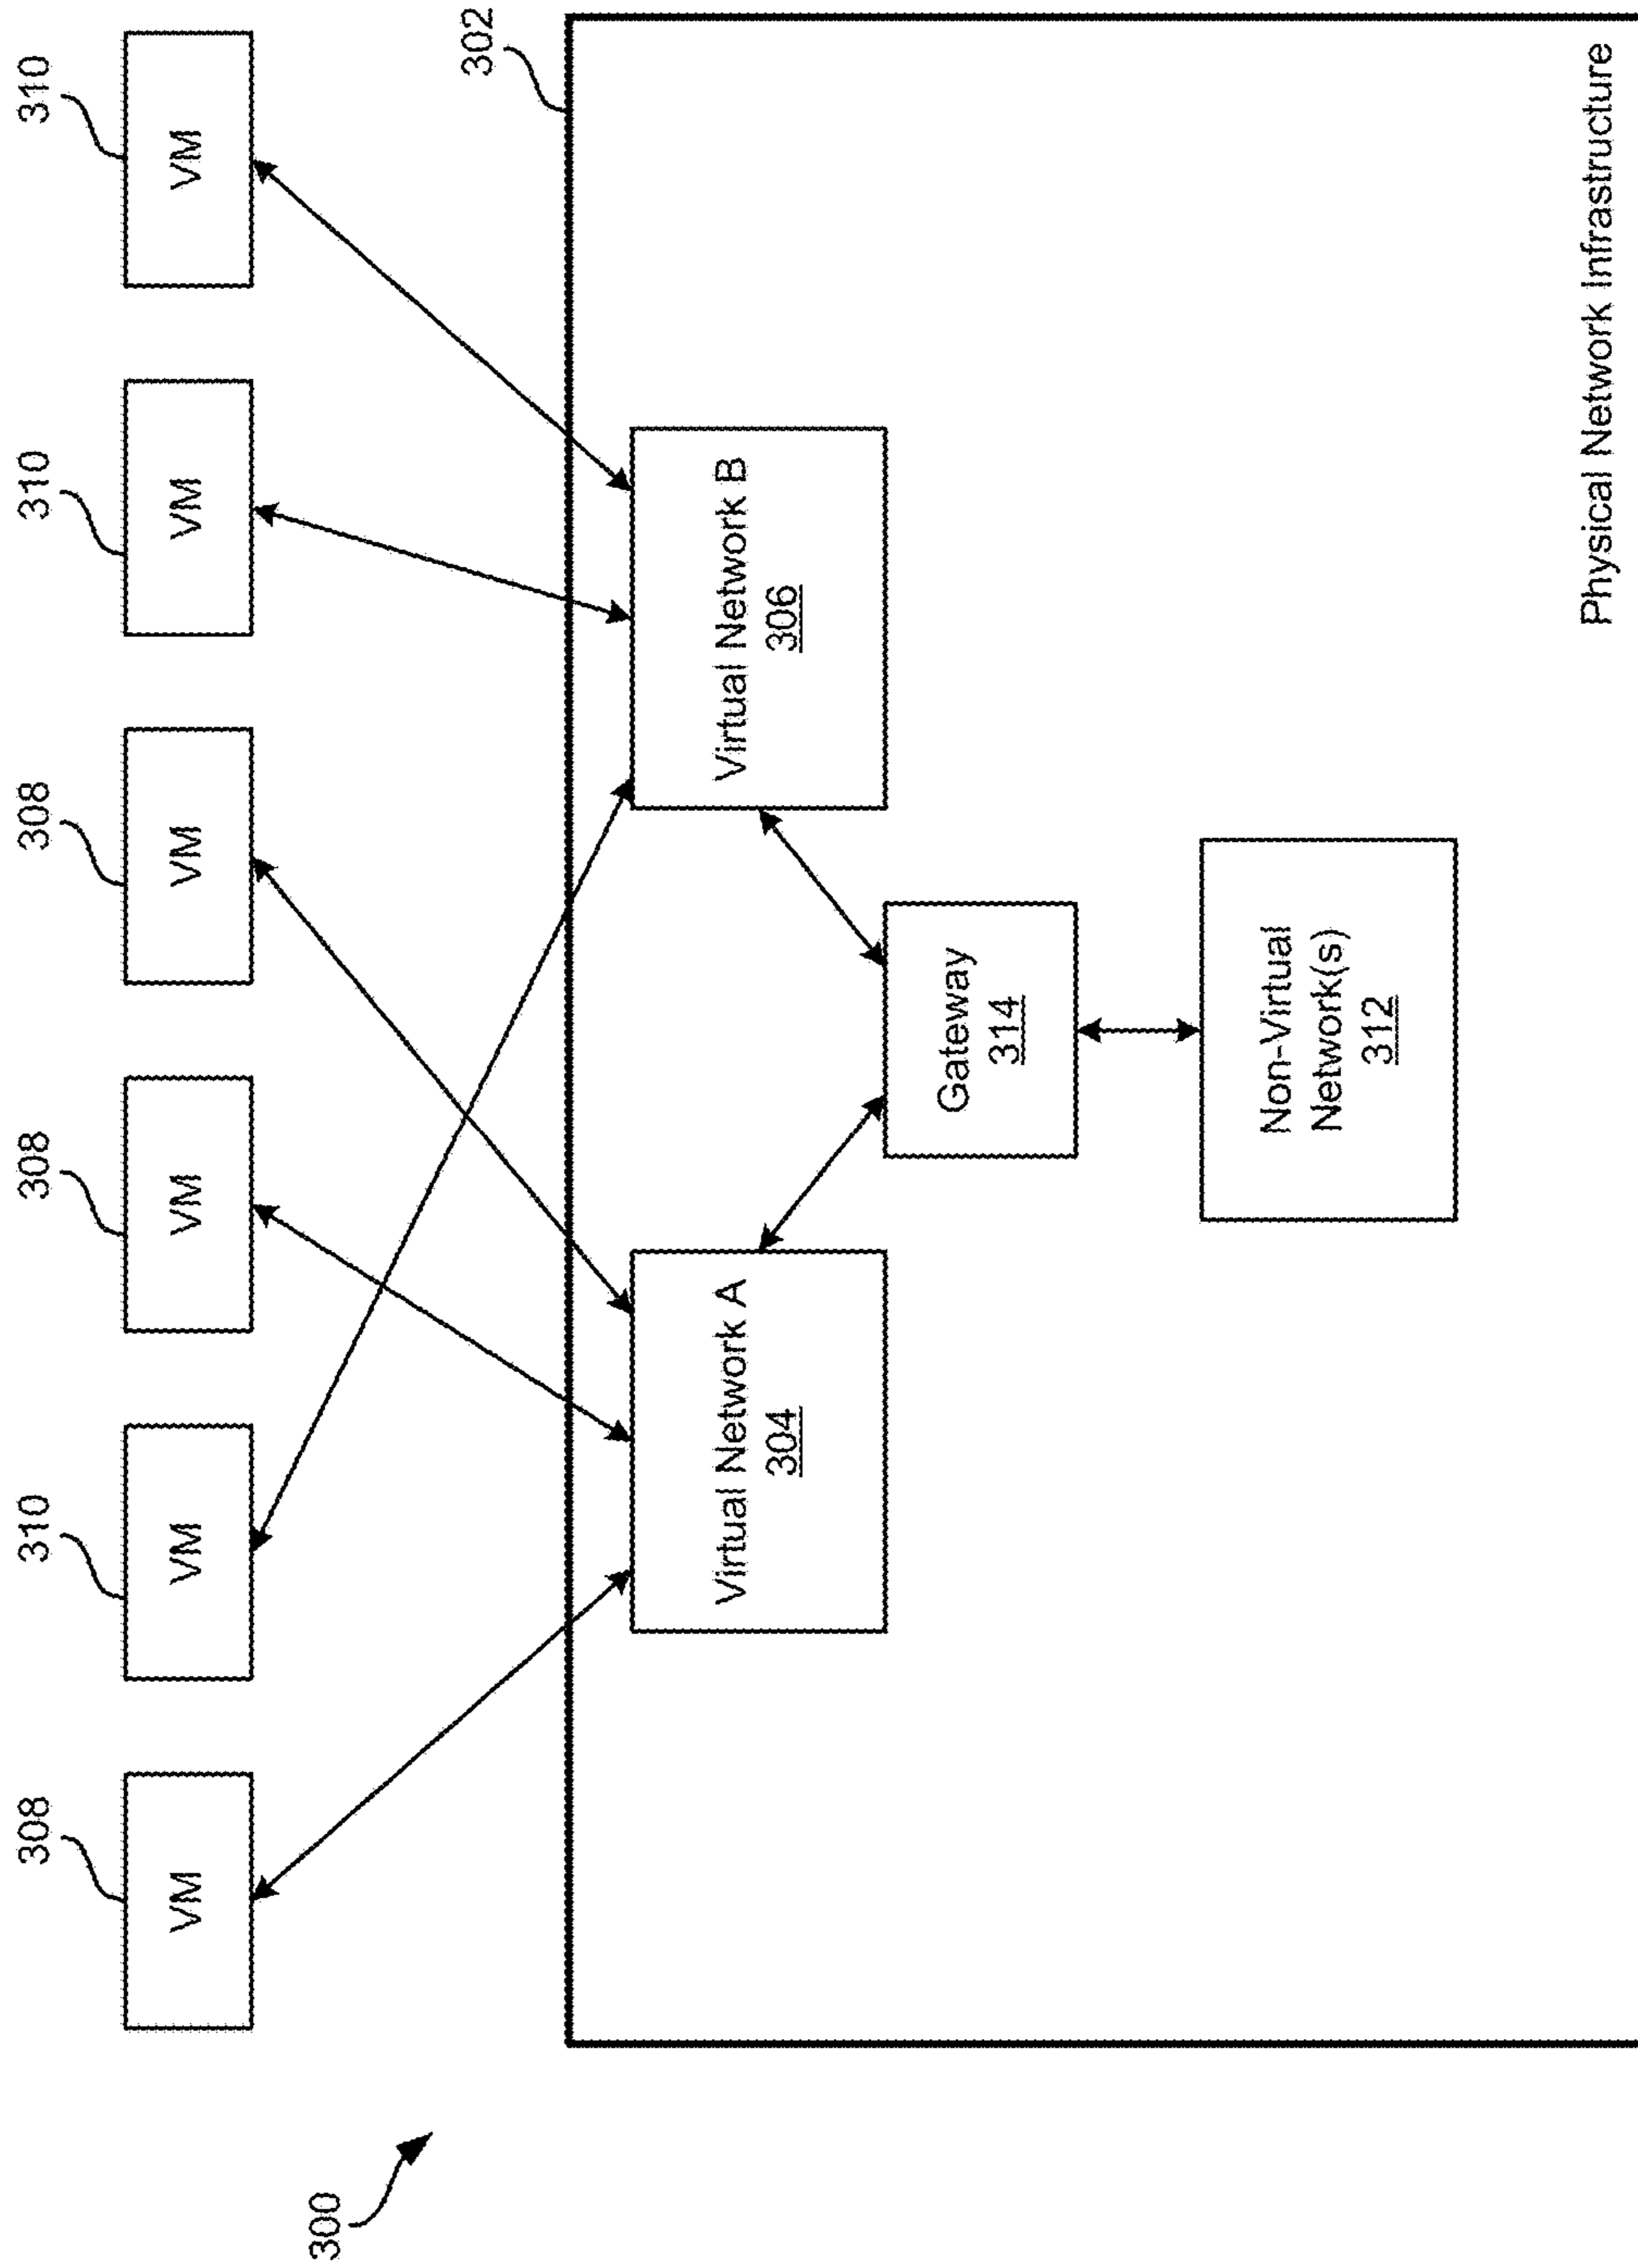 300
308
310
308
308
310
310
VM
VM
VM
VM
VM
VM
302
Virtual Network A
304
Virtual Network B
306
Gateway
314
Non-Virtual
Network(s)
312
Physical Network Infrastructure